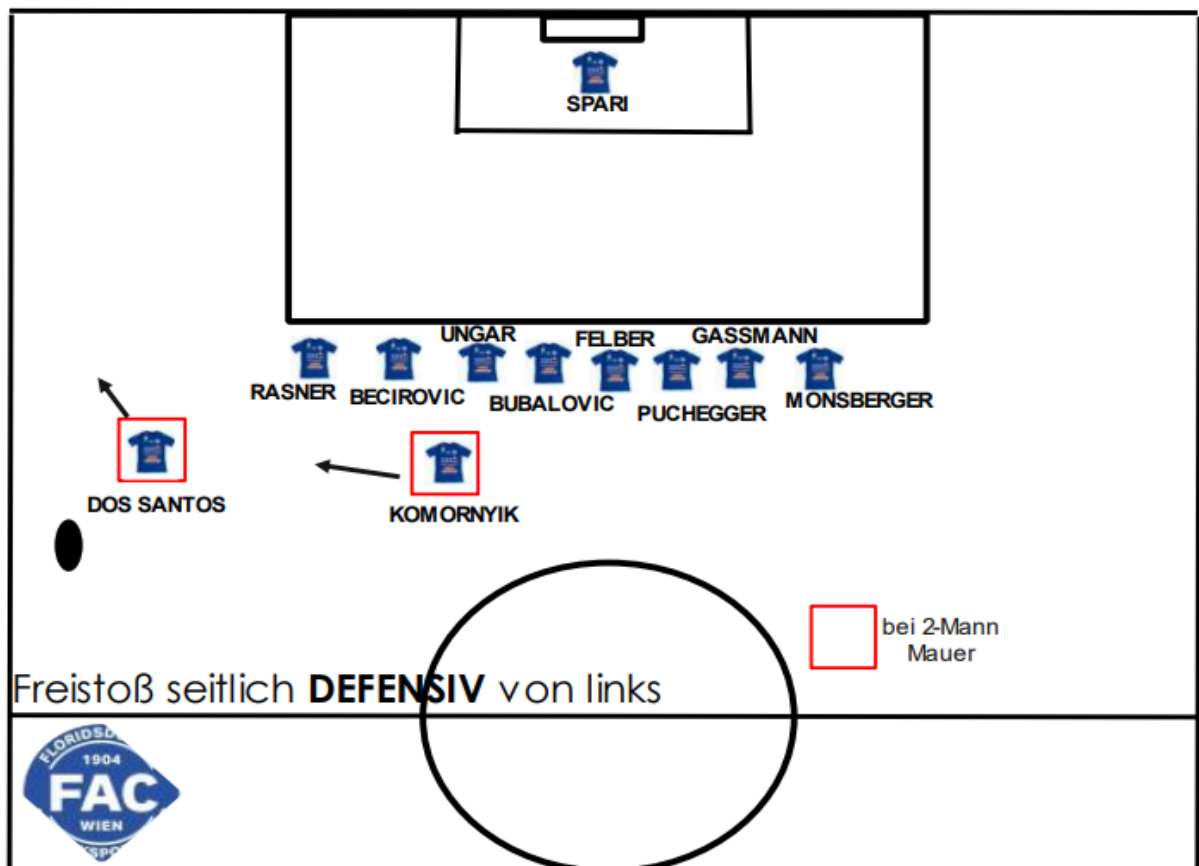 SPARI
UNGAR
FELBER
GASSMANN
RASNER
BECIROVIC
BUBALOVIC
PUCHEGGER
MONSBERGER
DOS SANTOS
KOMORNYIK
bei 2-Mann
Mauer
Freistoß seitlich DEFENSIV von links
1904
FAC
WIEN